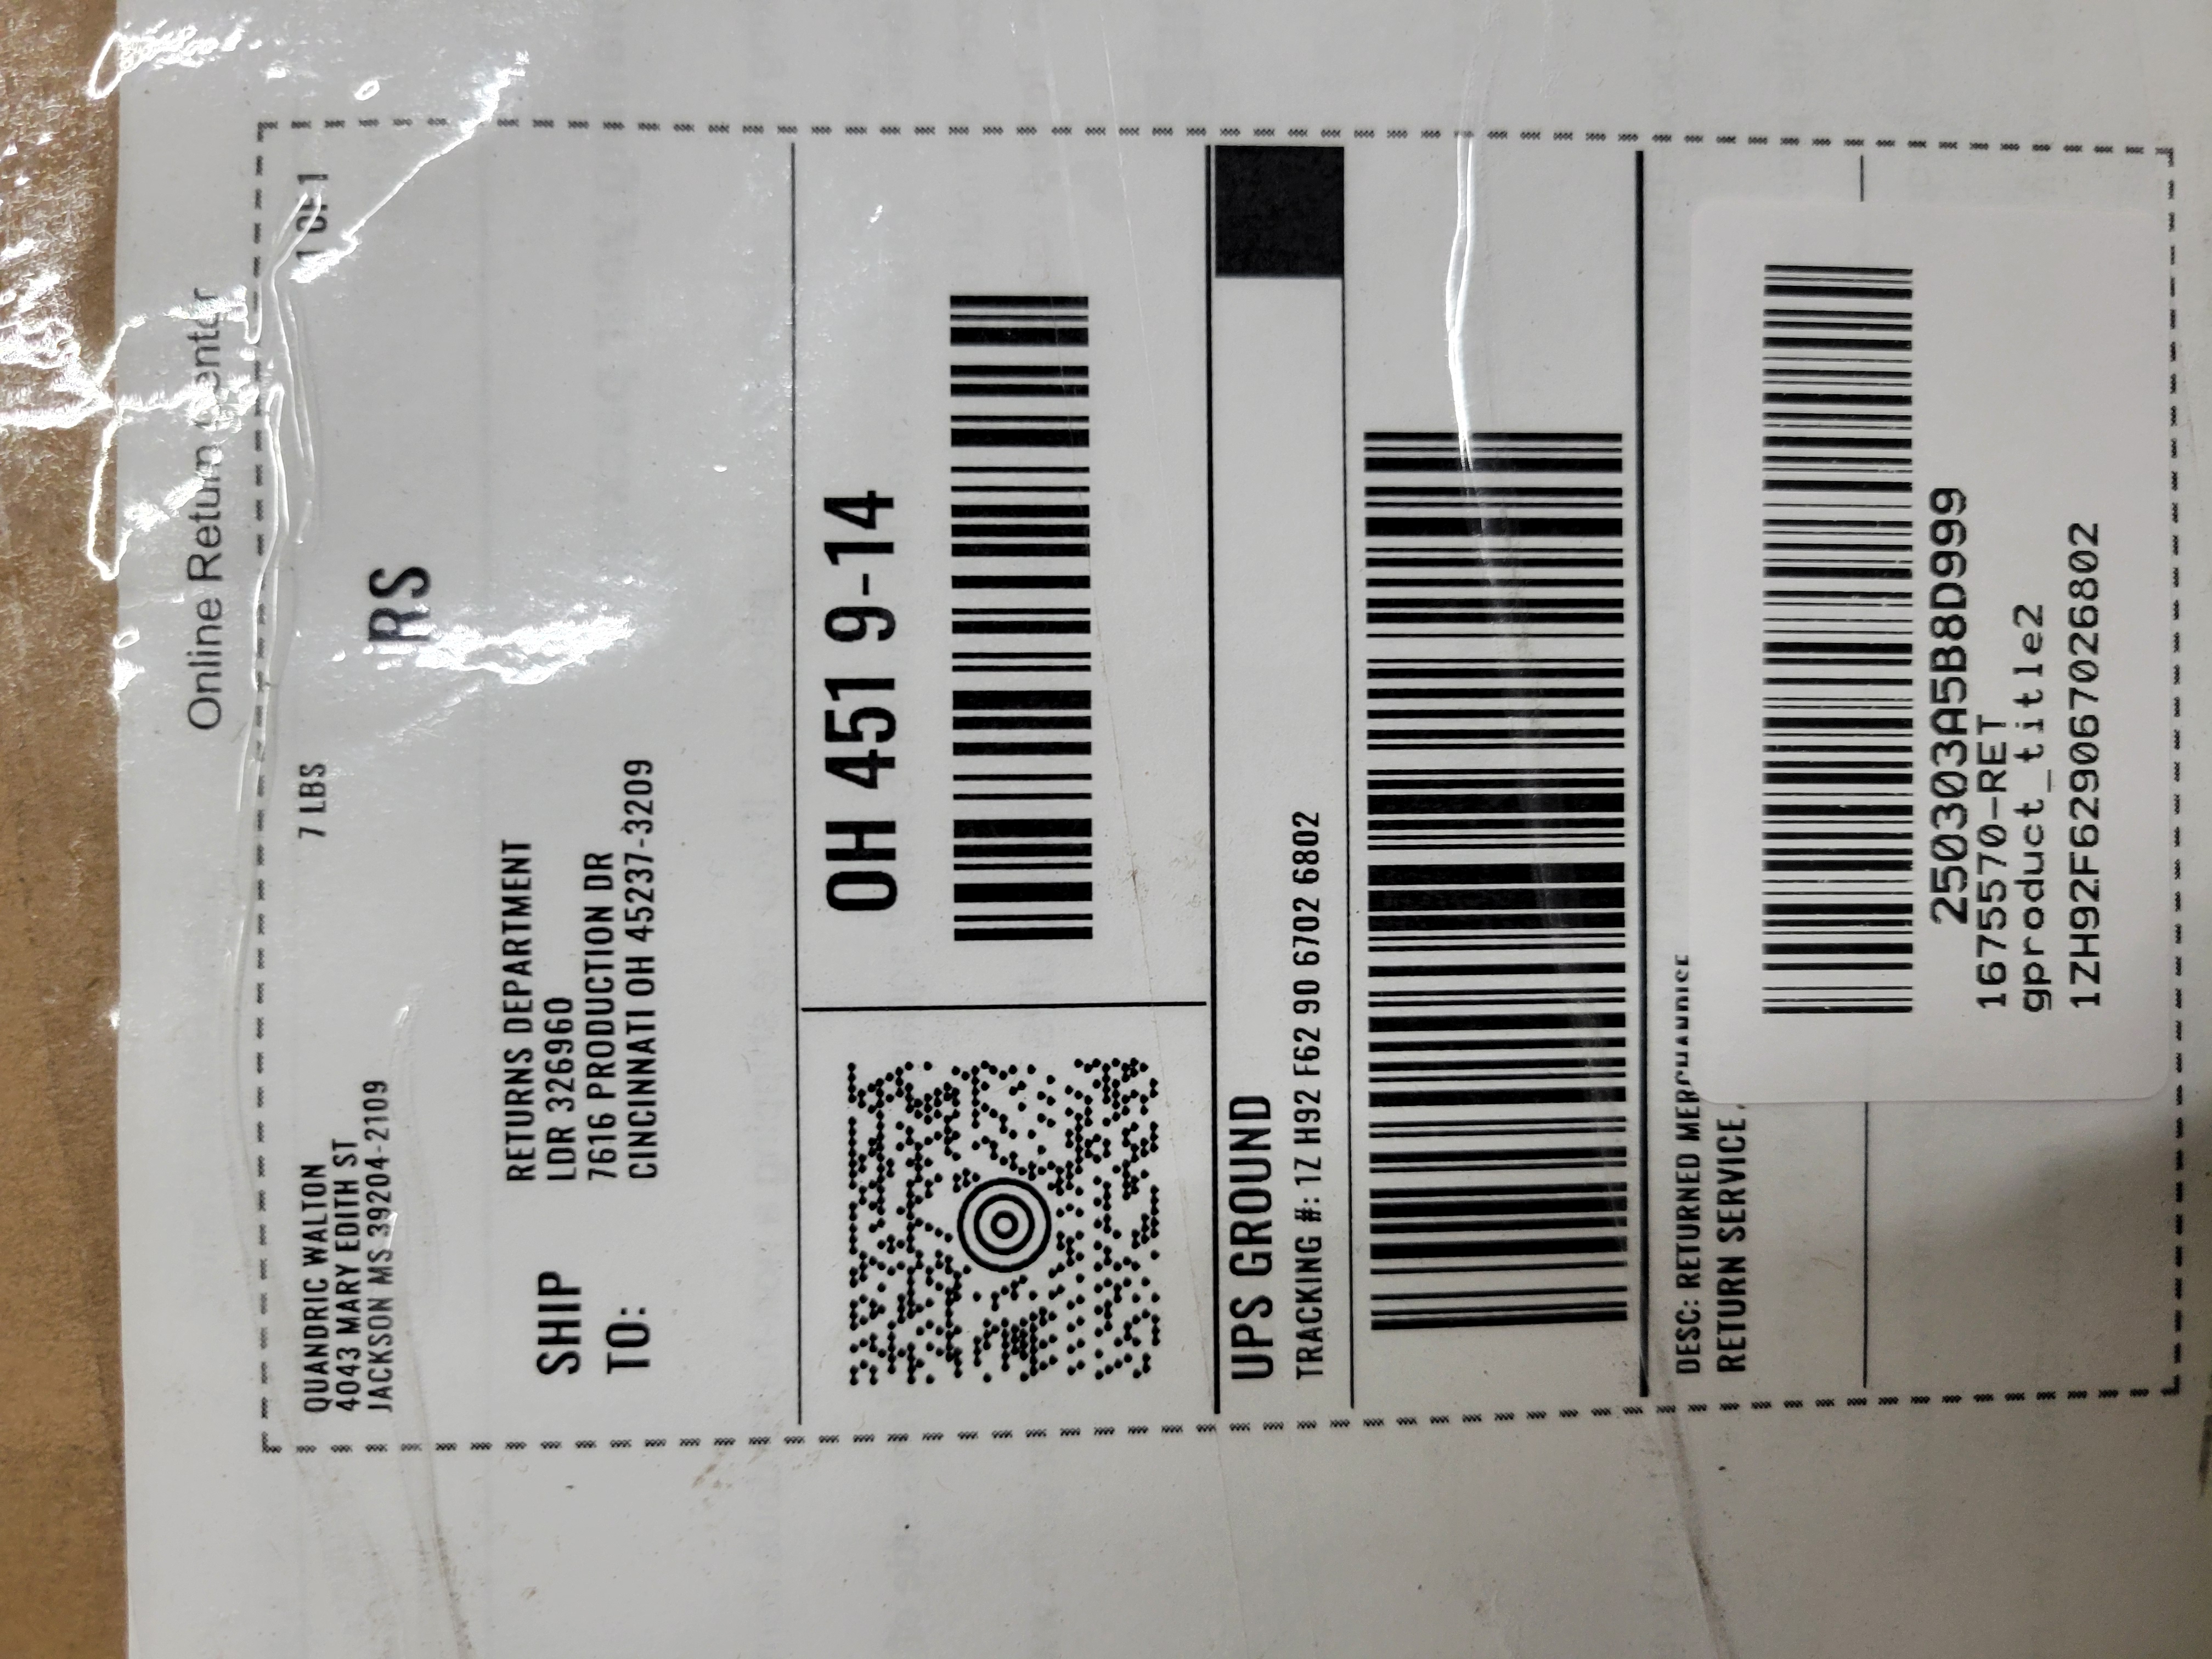 Online Return Center
QUANDRIC WALTON
4043 MARY EDITH ST
JACKSON MS 39204-2109
7 LBS
1 OF 1
RS
SHIP
TO:
RETURNS DEPARTMENT
LDR 326960
7616 PRODUCTION DR
CINCINNATI OH 45237-3209
OH 451 9-14
UPS GROUND
TRACKING #: 1Z H92 F62 90 6702 6802
DESC: RETURNED MERCHANDISE
RETURN SERVICE
250303A5B8D999
1675570-RET
gproduct_title2
1ZH92F629067026802